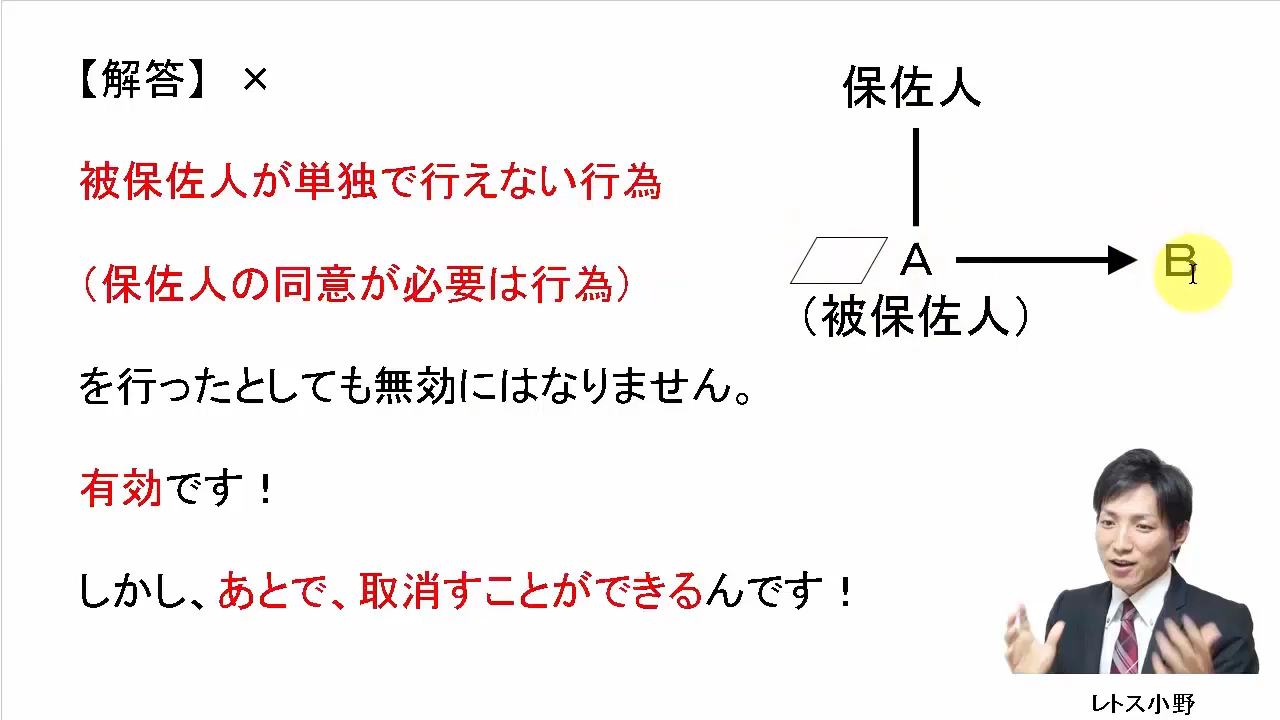 【解答】 ×
被保佐人が単独で行えない行為
（保佐人の同意が必要は行為）
を行ったとしても無効にはなりません。
有効です！
しかし、あとで、取消すことができるんです！
保佐人
A
B
（被保佐人）
レトス小野